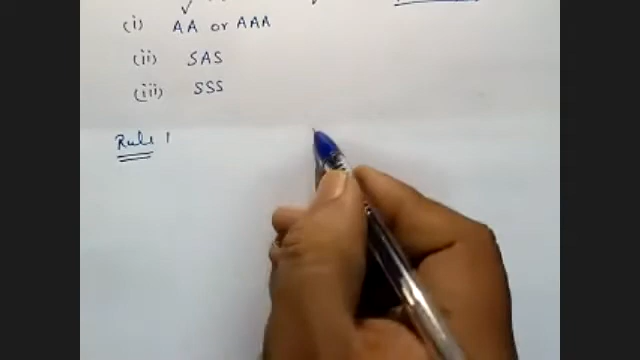 (i) AA or AAA
(ii) SAS
(iii) SSS
Rule 1